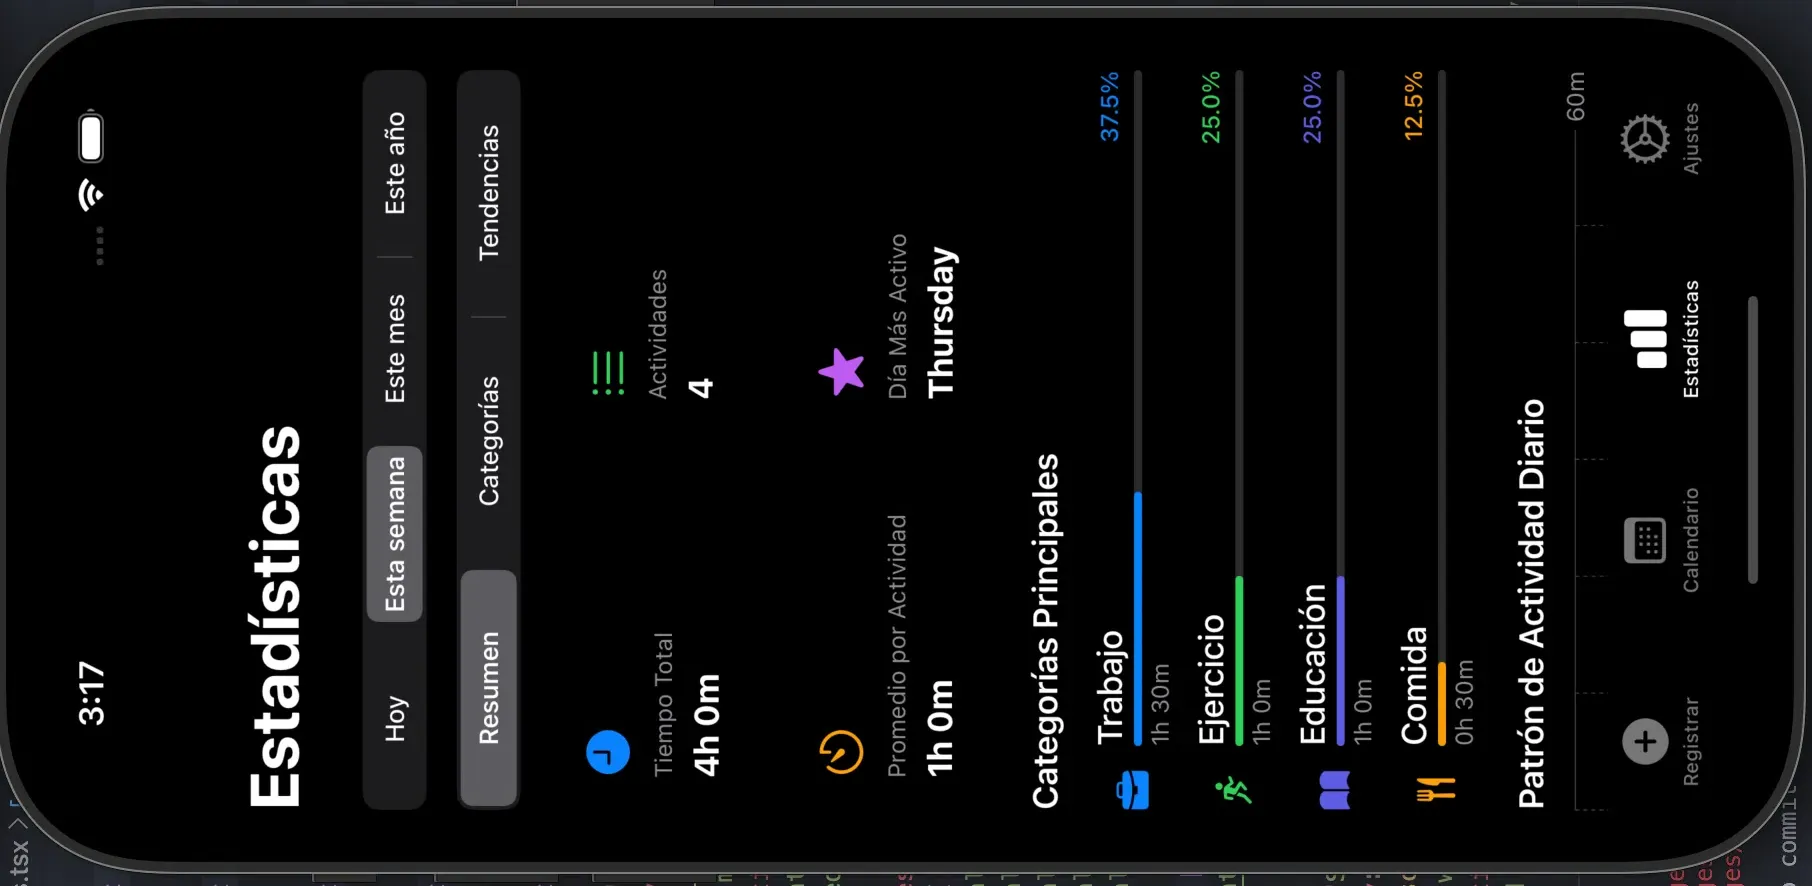 3:17
Estadísticas
Hoy Esta semana Este mes Este año
Resumen Categorías Tendencias
Tiempo Total
4h 0m
Actividades
4
Promedio por Actividad
1h 0m
Día Más Activo
Thursday
Categorías Principales
Trabajo 37.5%
1h 30m
Ejercicio 25.0%
1h 0m
Educación 25.0%
1h 0m
Comida 12.5%
0h 30m
Patrón de Actividad Diario
60m
Registrar Calendario Estadísticas Ajustes
s.tsx >
commit